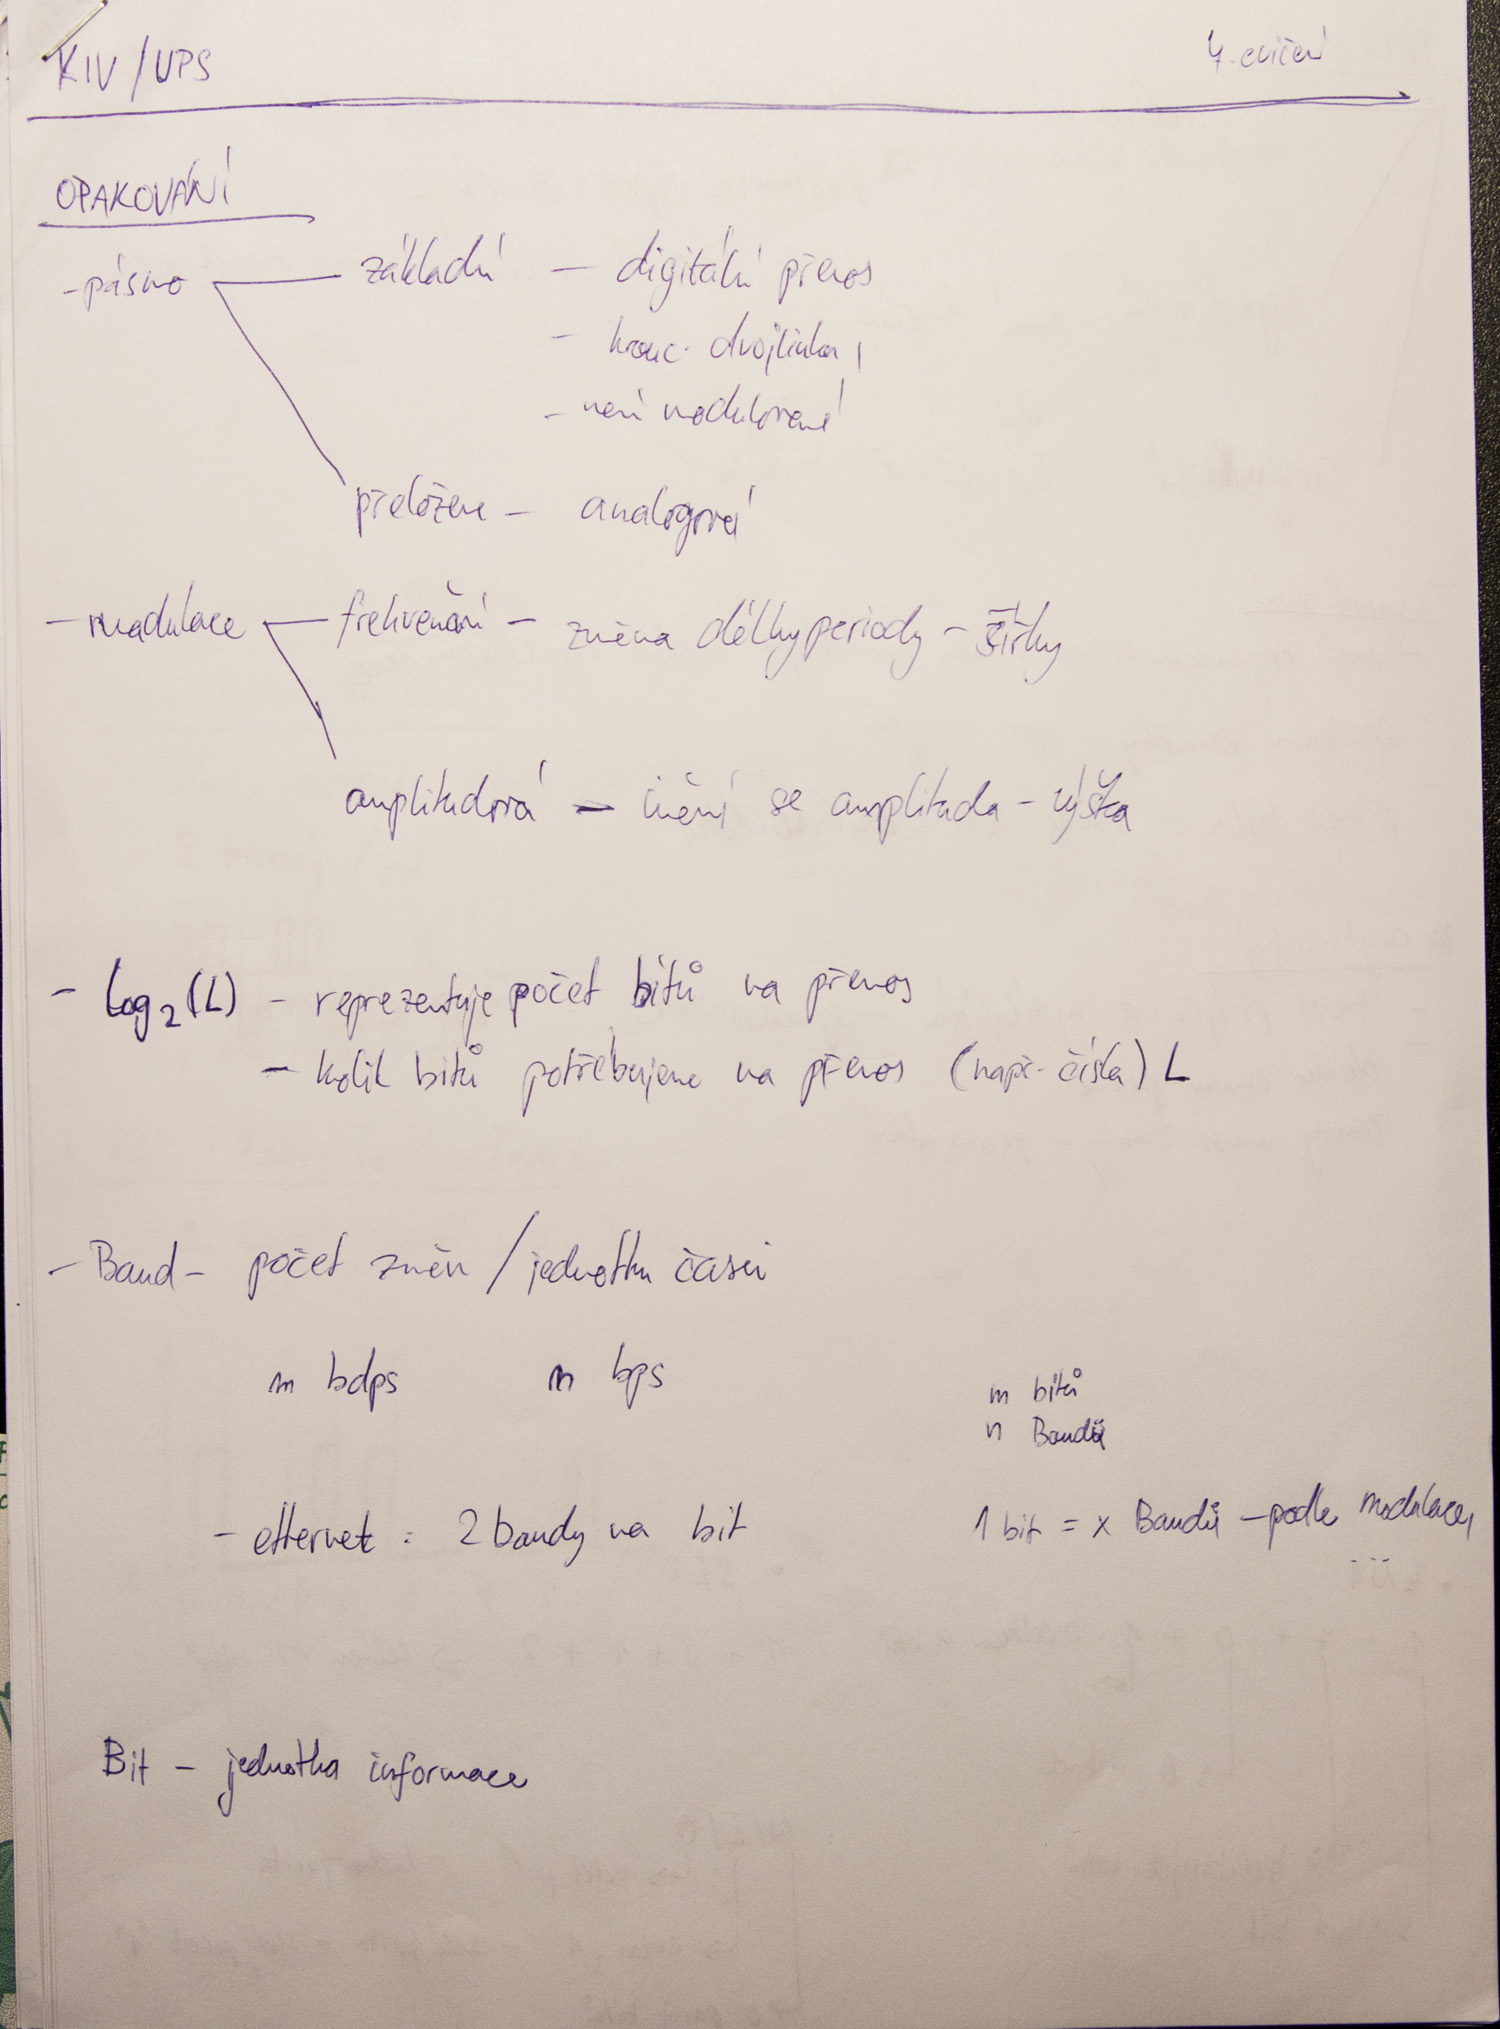 KIV/UPS
4. cvičení
OPAKOVÁNÍ
- pásmo — základní — digitální přenos
- krouc. dvojlinka,
- není modulované
přeložené - analogové
- modulace — frekvenční - změna délky periody - šířky
amplitudová - mění se amplituda - výška
- log₂(L) - reprezentuje počet bitů na přenos
- kolik bitů potřebujeme na přenos (např. čísla) L
- Baud - počet změn / jednotku času
m bdps n bps
m bitů
n Baudů
- ethernet : 2 baudy na bit
1 bit = x Baudů - podle modulace,
...
Bit - jednotka informace